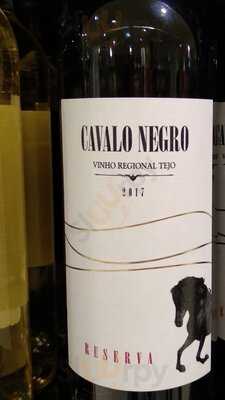 CAVALO NEGRO
VINHO REGIONAL TEJO
2017
RESERVA